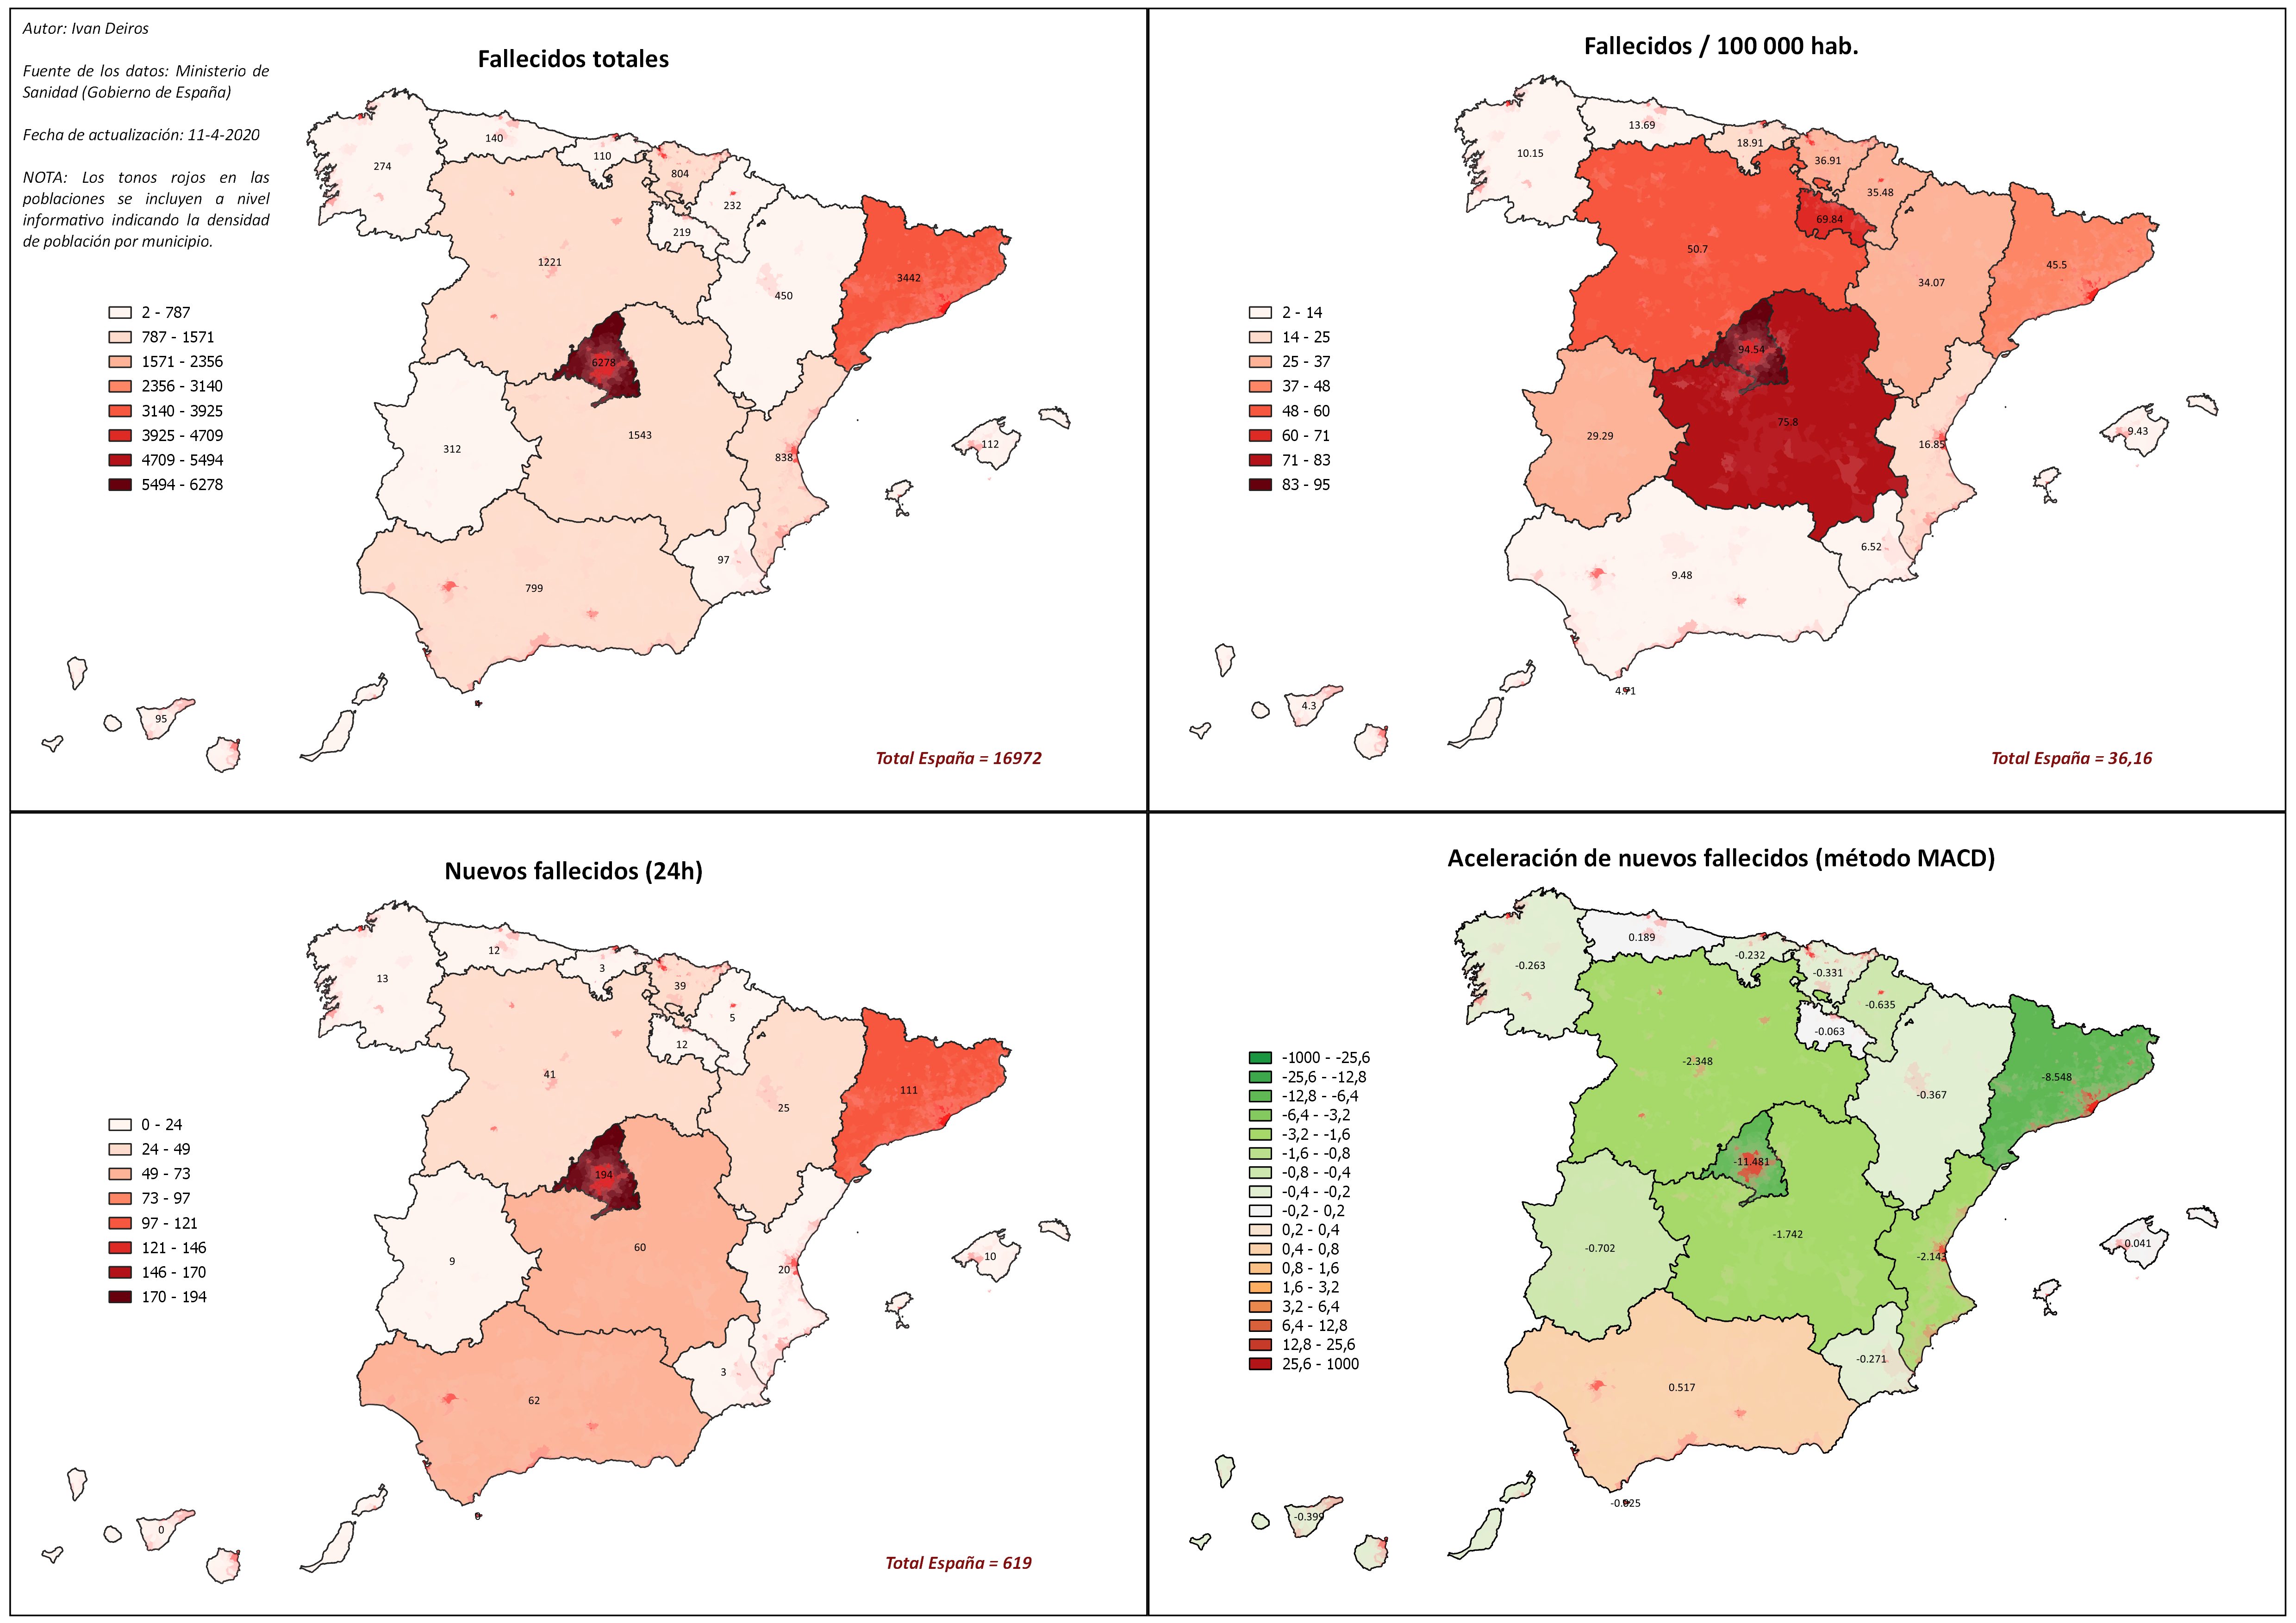 Autor: Ivan Deiros
Fuente de los datos: Ministerio de
Sanidad (Gobierno de España)
Fecha de actualización: 11-4-2020
NOTA: Los tonos rojos en las
poblaciones se incluyen a nivel
informativo indicando la densidad
de población por municipio.
Fallecidos totales
274
140
110
804
232
219
1221
450
3442
6278
1543
312
838
112
97
799
95
2 - 787
787 - 1571
1571 - 2356
2356 - 3140
3140 - 3925
3925 - 4709
4709 - 5494
5494 - 6278
Total España = 16972
Fallecidos / 100 000 hab.
10.15
13.69
18.91
36.91
35.48
69.84
50.7
34.07
45.5
94.54
75.8
29.29
16.85
9.43
6.52
9.48
4.71
4.3
2 - 14
14 - 25
25 - 37
37 - 48
48 - 60
60 - 71
71 - 83
83 - 95
Total España = 36,16
Nuevos fallecidos (24h)
13
12
3
39
5
12
41
25
111
194
60
9
20
10
3
62
0
0
0 - 24
24 - 49
49 - 73
73 - 97
97 - 121
121 - 146
146 - 170
170 - 194
Total España = 619
Aceleración de nuevos fallecidos (método MACD)
-0.263
0.189
-0.232
-0.331
-0.635
-0.063
-2.348
-0.367
-8.548
-11.481
-1.742
-0.702
-2.143
0.041
-0.271
0.517
-0.025
-0.399
-1000 - -25,6
-25,6 - -12,8
-12,8 - -6,4
-6,4 - -3,2
-3,2 - -1,6
-1,6 - -0,8
-0,8 - -0,4
-0,4 - -0,2
-0,2 - 0,2
0,2 - 0,4
0,4 - 0,8
0,8 - 1,6
1,6 - 3,2
3,2 - 6,4
6,4 - 12,8
12,8 - 25,6
25,6 - 1000